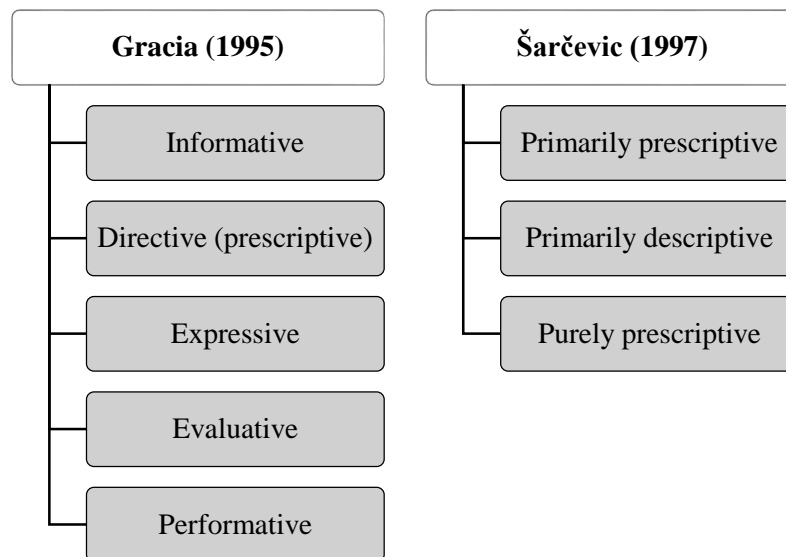 Gracia (1995)
Informative
Directive (prescriptive)
Expressive
Evaluative
Performative
Šarčevic (1997)
Primarily prescriptive
Primarily descriptive
Purely prescriptive